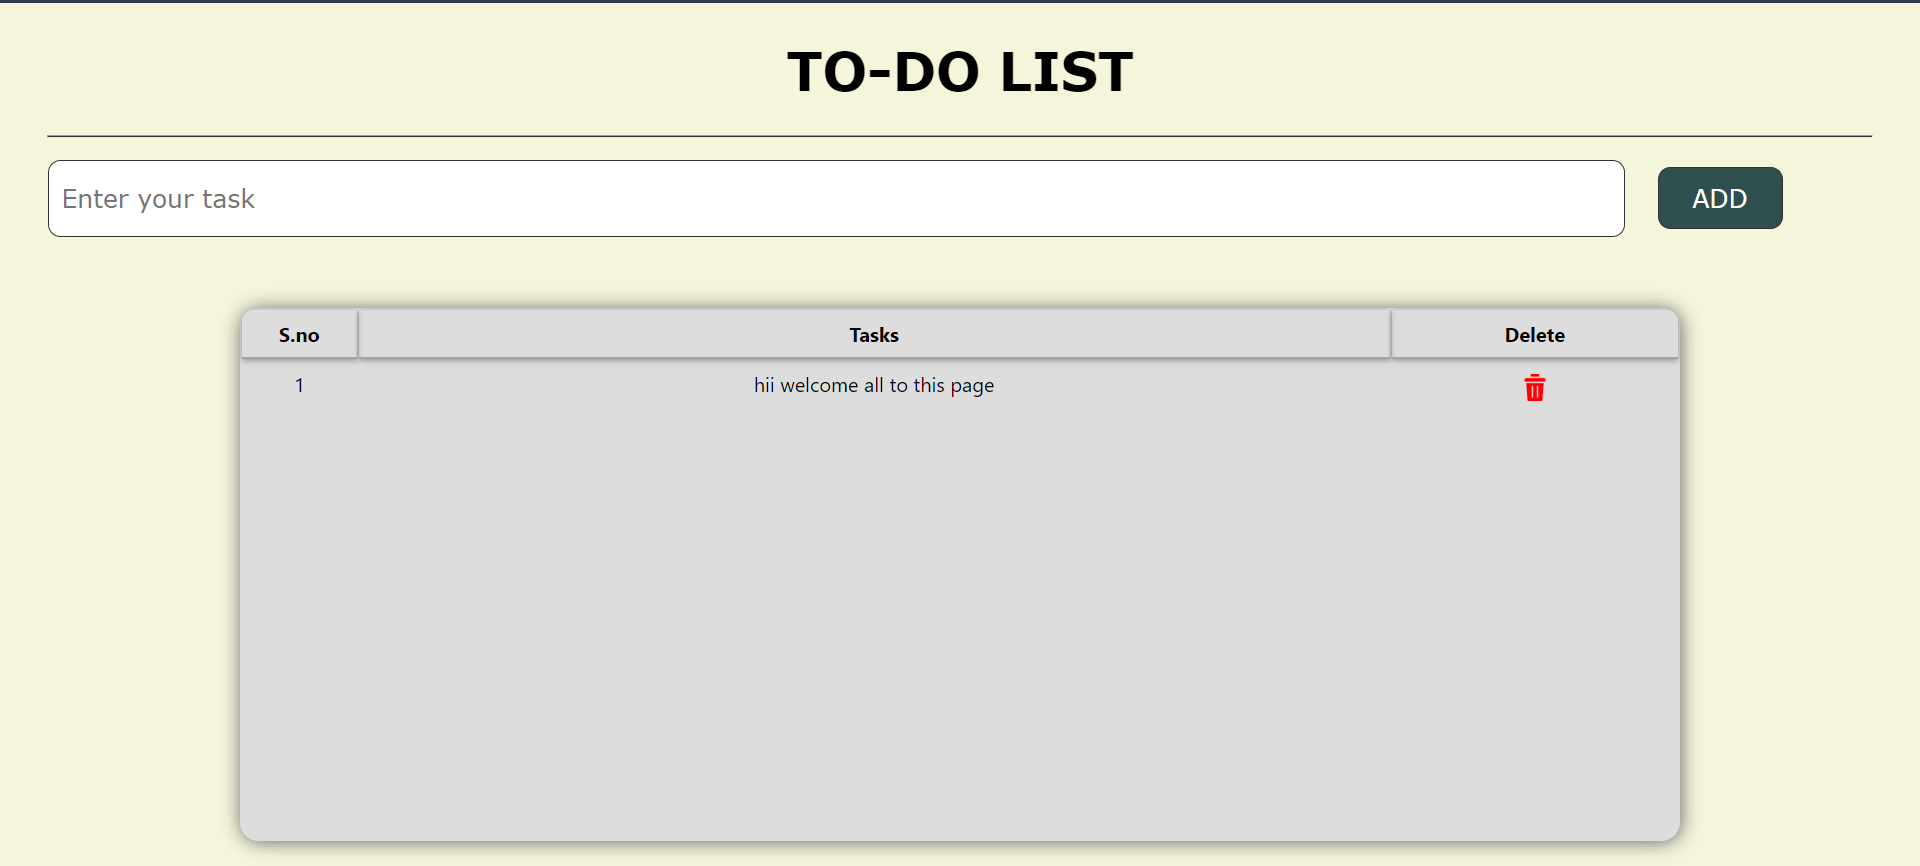 TO-DO LIST
Enter your task
ADD
S.no Tasks Delete
1 hii welcome all to this page